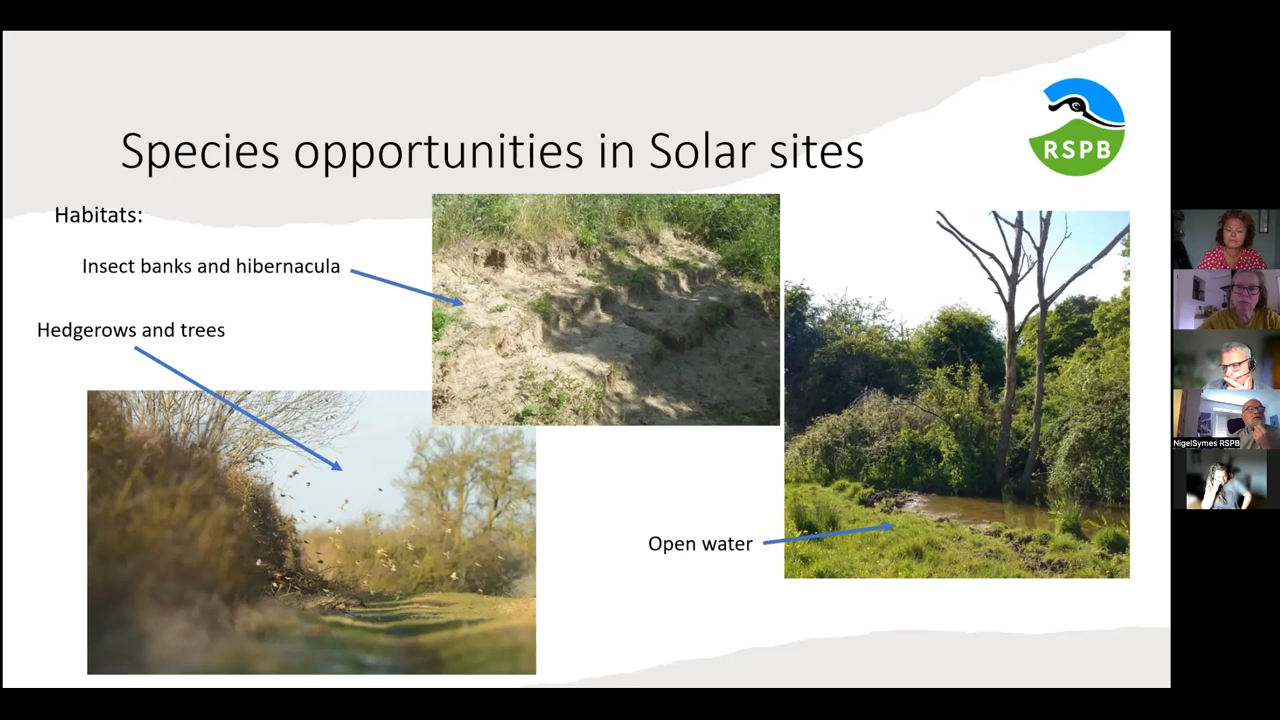 Species opportunities in Solar sites
RSPB
Habitats:
Insect banks and hibernacula
Hedgerows and trees
Open water
NigelSymes RSPB